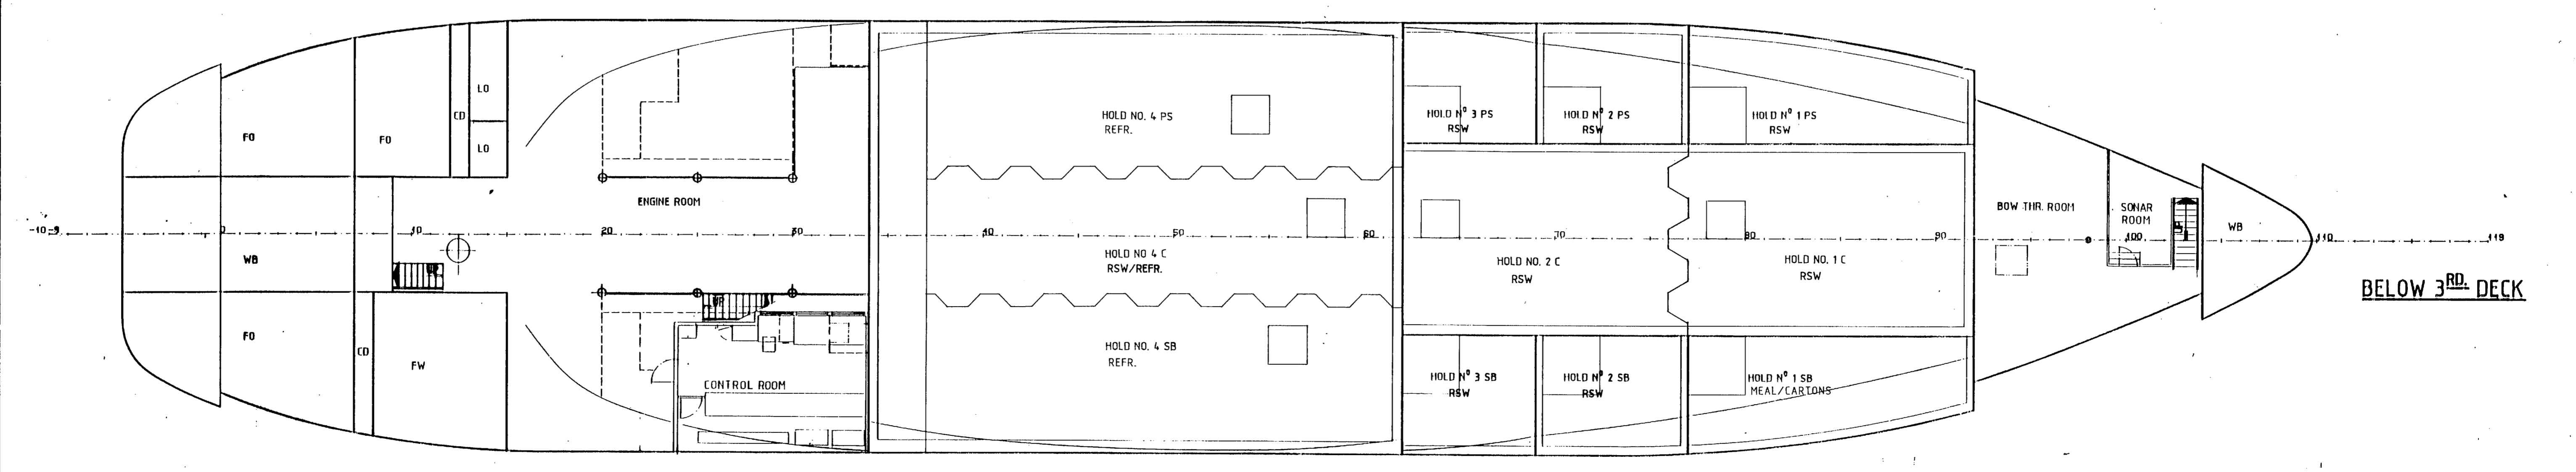 LO
CD
FO
FO
LO
HOLD NO. 4 PS
REFR.
HOLD Nº 3 PS
RSW
HOLD Nº 2 PS
RSW
HOLD Nº 1 PS
RSW
ENGINE ROOM
BOW THR. ROOM
SONAR
ROOM
WB
-10 -9
0
10
20
30
40
50
60
70
80
90
100
110
119
UP
WB
UP
HOLD NO 4 C
RSW/REFR.
HOLD NO. 2 C
RSW
HOLD NO. 1 C
RSW
BELOW 3RD. DECK
UP
FO
CD
FW
CONTROL ROOM
HOLD NO. 4 SB
REFR.
HOLD Nº 3 SB
RSW
HOLD Nº 2 SB
RSW
HOLD Nº 1 SB
MEAL/CARTONS